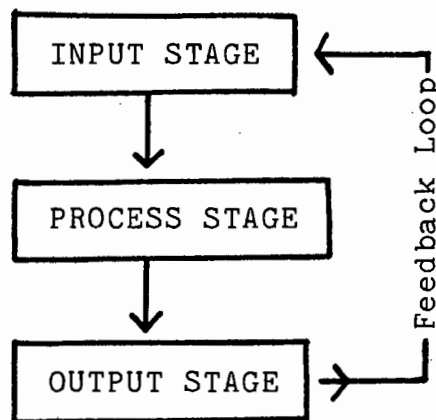 INPUT STAGE
PROCESS STAGE
OUTPUT STAGE
Feedback Loop